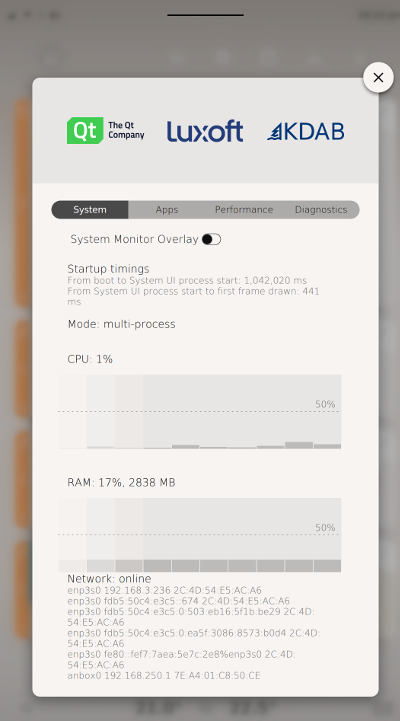 Qt The Qt Company
Luxoft
KDAB
System Apps Performance Diagnostics
System Monitor Overlay
Startup timings
From boot to System UI process start: 1,042,020 ms
From System UI process start to first frame drawn: 441
ms
Mode: multi-process
CPU: 1%
50%
RAM: 17%, 2838 MB
50%
Network: online
enp3s0 192.168.3.236 2C:4D:54:E5:AC:A6
enp3s0 fdb5:50c4:e3c5::674 2C:4D:54:E5:AC:A6
enp3s0 fdb5:50c4:e3c5:0:503:eb16:5f1b:be29 2C:4D:
54:E5:AC:A6
enp3s0 fdb5:50c4:e3c5:0:ea5f:3086:8573:b0d4 2C:4D:
54:E5:AC:A6
enp3s0 fe80::fef7:7aea:5e7c:2e8%enp3s0 2C:4D:
54:E5:AC:A6
anbox0 192.168.250.1 7E:A4:01:C8:50:CE
21.0° 22.5°